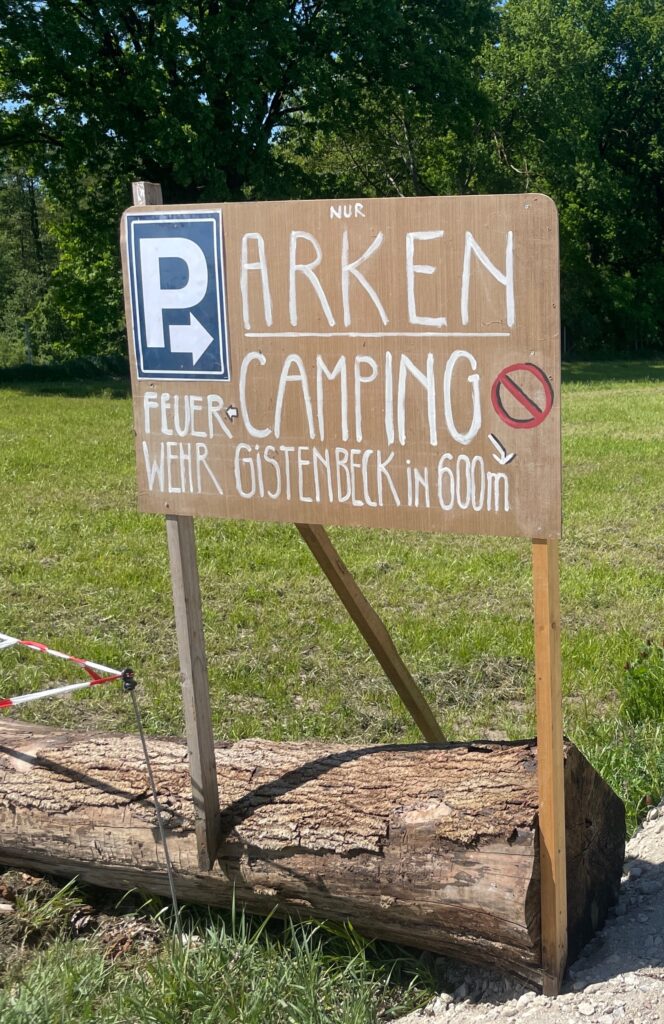 NUR
PARKEN
CAMPING
FEUER
WEHR GiSTENBECK iN 600m